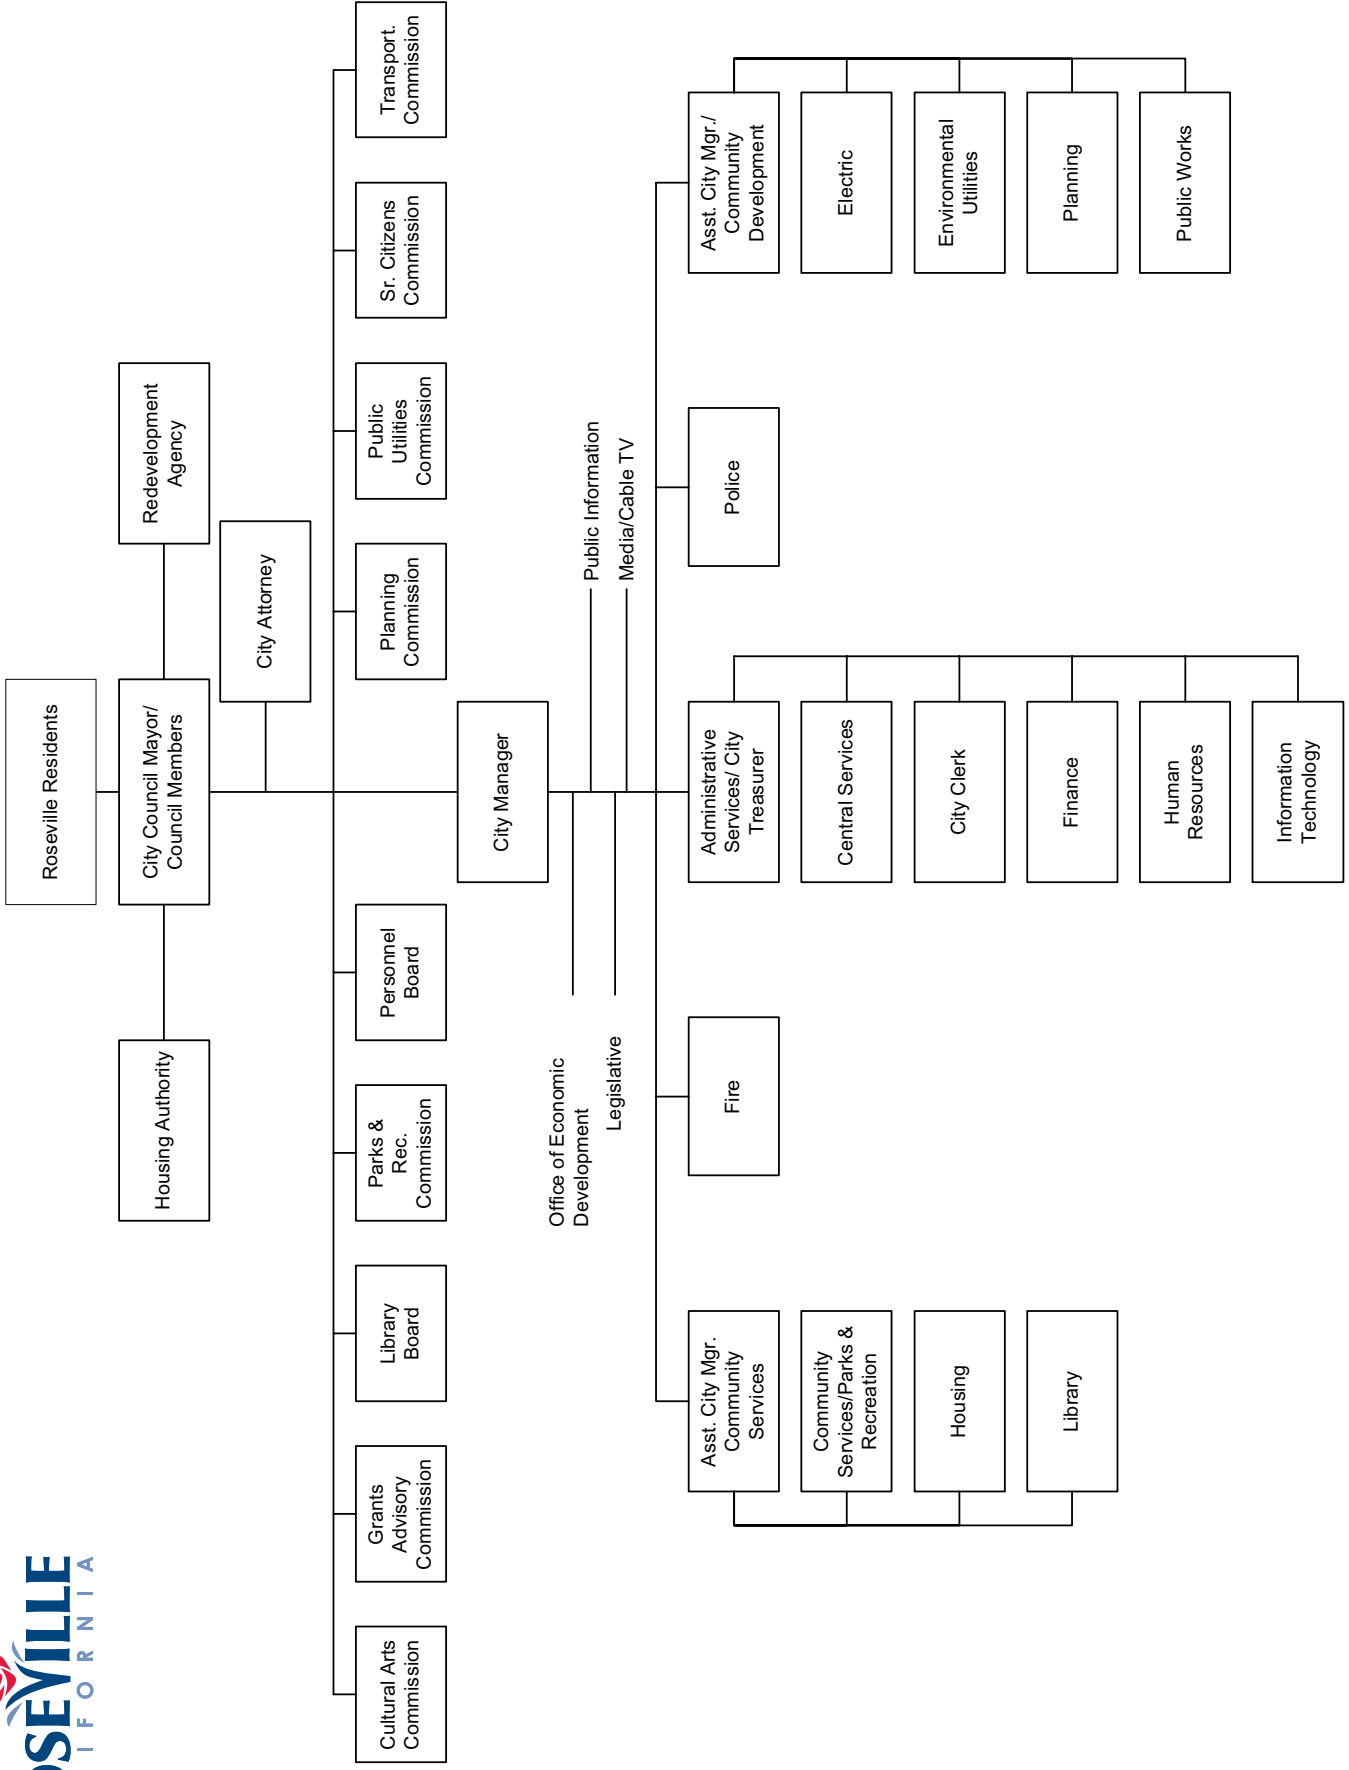 OSEVILLE
IFORNIA
Roseville Residents
Housing Authority
City Council Mayor/
Council Members
Redevelopment
Agency
City Attorney
Cultural Arts
Commission
Grants
Advisory
Commission
Library
Board
Parks &
Rec.
Commission
Personnel
Board
Planning
Commission
Public
Utilities
Commission
Sr. Citizens
Commission
Transport.
Commission
City Manager
Office of Economic
Development
Public Information
Legislative
Media/Cable TV
Asst. City Mgr.
Community
Services
Community
Services/Parks &
Recreation
Housing
Library
Fire
Administrative
Services/ City
Treasurer
Central Services
City Clerk
Finance
Human
Resources
Information
Technology
Police
Asst. City Mgr./
Community
Development
Electric
Environmental
Utilities
Planning
Public Works